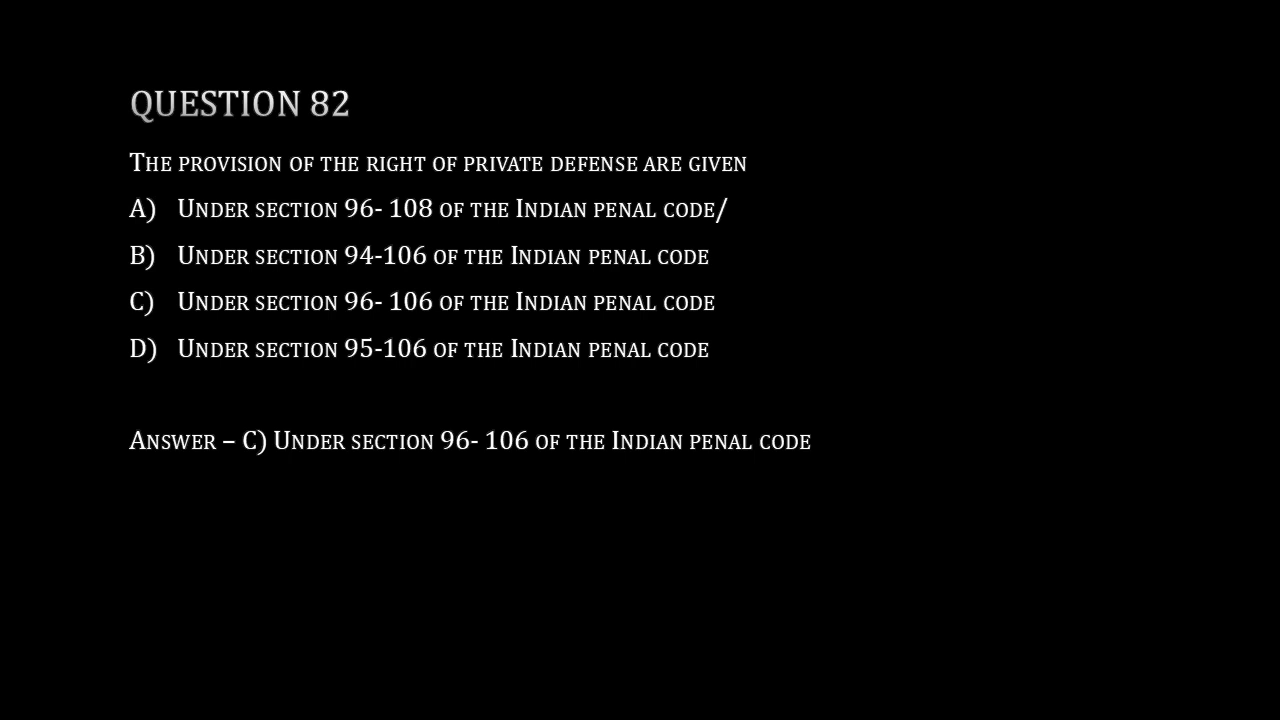 QUESTION 82
THE PROVISION OF THE RIGHT OF PRIVATE DEFENSE ARE GIVEN
A) UNDER SECTION 96- 108 OF THE INDIAN PENAL CODE/
B) UNDER SECTION 94-106 OF THE INDIAN PENAL CODE
C) UNDER SECTION 96- 106 OF THE INDIAN PENAL CODE
D) UNDER SECTION 95-106 OF THE INDIAN PENAL CODE
ANSWER – C) UNDER SECTION 96- 106 OF THE INDIAN PENAL CODE